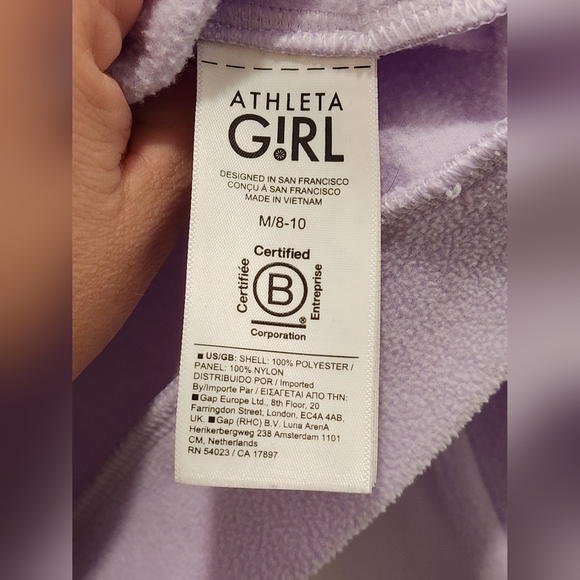 ATHLETA
G!RL
DESIGNED IN SAN FRANCISCO
CONÇU À SAN FRANCISCO
MADE IN VIETNAM
M/8-10
Certified
Certifiée
B
Entreprise
®
Corporation
■ US/GB: SHELL: 100% POLYESTER /
PANEL: 100% NYLON
DISTRIBUIDO POR / Imported
By/Importe Par / ΕΙΣΑΓΕΤΑΙ ΑΠΟ ΤΗΝ:
■Gap Europe Ltd., 8th Floor, 20
Farringdon Street, London, EC4A 4AB,
UK. ■Gap (RHC) B.V. Luna ArenA
Herikerbergweg 238 Amsterdam 1101
CM, Netherlands
RN 54023 / CA 17897